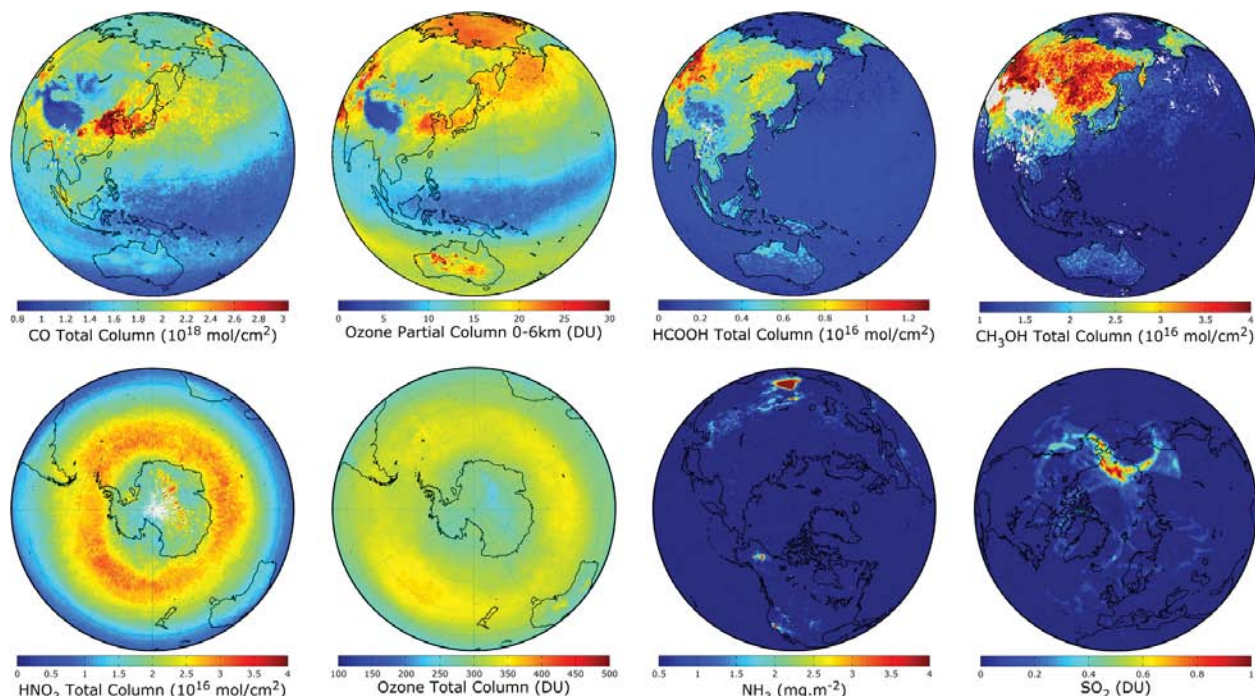 0.8 1 1.2 1.4 1.6 1.8 2 2.2 2.4 2.6 2.8 3
CO Total Column (10¹⁸ mol/cm²)
0 5 10 15 20 25 30
Ozone Partial Column 0-6km (DU)
0 0.2 0.4 0.6 0.8 1 1.2
HCOOH Total Column (10¹⁶ mol/cm²)
1 1.5 2 2.5 3 3.5 4
CH₃OH Total Column (10¹⁶ mol/cm²)
0 0.5 1 1.5 2 2.5 3 3.5 4
HNO₃ Total Column (10¹⁶ mol/cm²)
100 150 200 250 300 350 400 450 500
Ozone Total Column (DU)
0 0.5 1 1.5 2 2.5 3 3.5 4
NH₃ (mg.m⁻²)
0 0.2 0.4 0.6 0.8
SO₂ (DU)